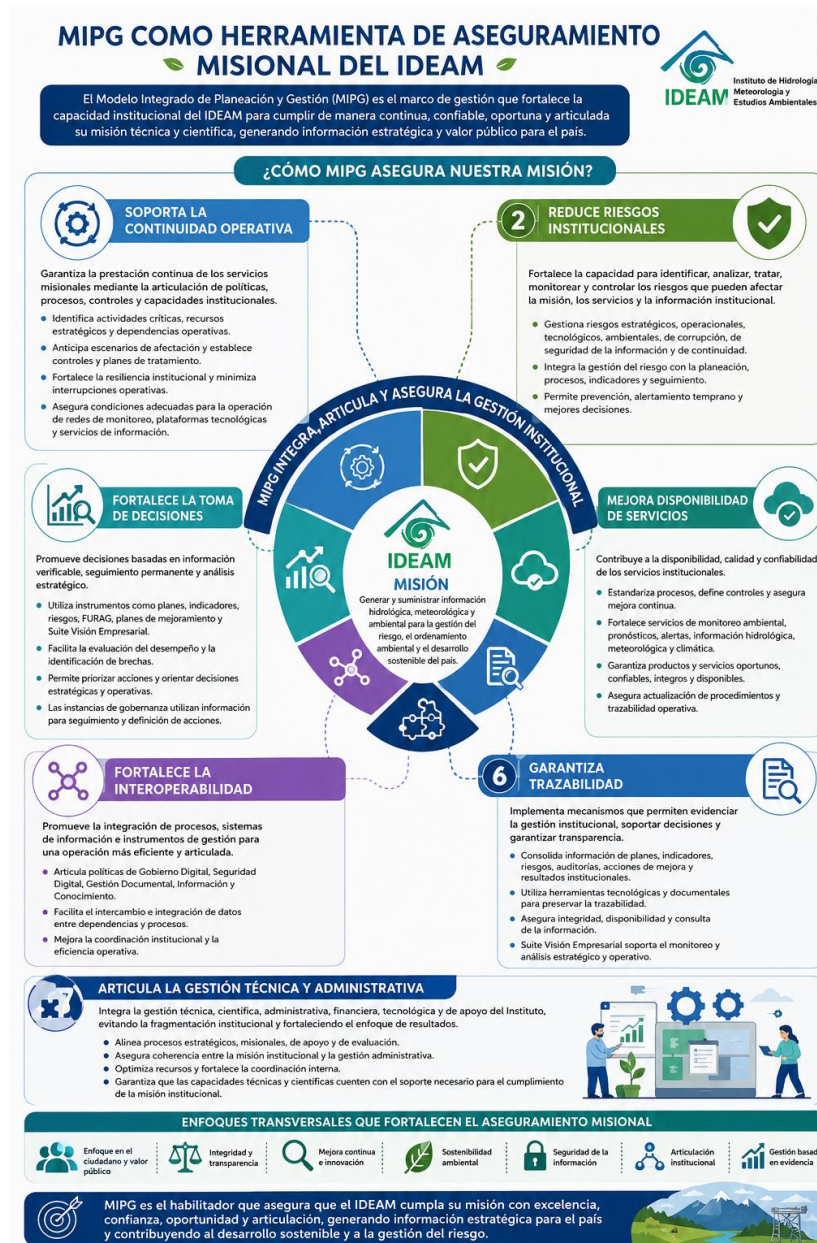 MIPG COMO HERRAMIENTA DE ASEGURAMIENTO
MISIONAL DEL IDEAM
IDEAM
Instituto de Hidrología
Meteorología y
Estudios Ambientales
El Modelo Integrado de Planeación y Gestión (MIPG) es el marco de gestión que fortalece la
capacidad institucional del IDEAM para cumplir de manera continua, confiable, oportuna y articulada
su misión técnica y científica, generando información estratégica y valor público para el país.
¿CÓMO MIPG ASEGURA NUESTRA MISIÓN?
SOPORTA LA
CONTINUIDAD OPERATIVA
Garantiza la prestación continua de los servicios
misionales mediante la articulación de políticas,
procesos, controles y capacidades institucionales.
• Identifica actividades críticas, recursos
estratégicos y dependencias operativas.
• Anticipa escenarios de afectación y establece
controles y planes de tratamiento.
• Fortalece la resiliencia institucional y minimiza
interrupciones operativas.
• Asegura condiciones adecuadas para la operación
de redes de monitoreo, plataformas tecnológicas
y servicios de información.
2
REDUCE RIESGOS
INSTITUCIONALES
Fortalece la capacidad para identificar, analizar, tratar,
monitorear y controlar los riesgos que pueden afectar
la misión, los servicios y la información institucional.
• Gestiona riesgos estratégicos, operacionales,
tecnológicos, ambientales, de corrupción, de
seguridad de la información y de continuidad.
• Integra la gestión del riesgo con la planeación,
procesos, indicadores y seguimiento.
• Permite prevención, alertamiento temprano y
mejores decisiones.
MIPG INTEGRA, ARTICULA Y ASEGURA LA GESTIÓN INSTITUCIONAL
IDEAM
MISIÓN
Generar y suministrar información
hidrológica, meteorológica y
ambiental para la gestión del
riesgo, el ordenamiento
ambiental y el desarrollo
sostenible del país.
FORTALECE LA TOMA
DE DECISIONES
Promueve decisiones basadas en información
verificable, seguimiento permanente y análisis
estratégico.
• Utiliza instrumentos como planes, indicadores,
riesgos, FURAG, planes de mejoramiento y
Suite Visión Empresarial.
• Facilita la evaluación del desempeño y la
identificación de brechas.
• Permite priorizar acciones y orientar decisiones
estratégicas y operativas.
• Las instancias de gobernanza utilizan información
para seguimiento y definición de acciones.
MEJORA DISPONIBILIDAD
DE SERVICIOS
Contribuye a la disponibilidad, calidad y confiabilidad
de los servicios institucionales.
• Estandariza procesos, define controles y asegura
mejora continua.
• Fortalece servicios de monitoreo ambiental,
pronósticos, alertas, información hidrológica,
meteorológica y climática.
• Garantiza productos y servicios oportunos,
confiables, íntegros y disponibles.
• Asegura actualización de procedimientos y
trazabilidad operativa.
FORTALECE LA
INTEROPERABILIDAD
Promueve la integración de procesos, sistemas
de información e instrumentos de gestión para
una operación más eficiente y articulada.
• Articula políticas de Gobierno Digital, Seguridad
Digital, Gestión Documental, Información y
Conocimiento.
• Facilita el intercambio e integración de datos
entre dependencias y procesos.
• Mejora la coordinación institucional y la
eficiencia operativa.
6
GARANTIZA
TRAZABILIDAD
Implementa mecanismos que permiten evidenciar
la gestión institucional, soportar decisiones y
garantizar transparencia.
• Consolida información de planes, indicadores,
riesgos, auditorías, acciones de mejora y
resultados institucionales.
• Utiliza herramientas tecnológicas y documentales
para preservar la trazabilidad.
• Asegura integridad, disponibilidad y consulta
de la información.
• Suite Visión Empresarial soporta el monitoreo y
análisis estratégico y operativo.
7
ARTICULA LA GESTIÓN TÉCNICA Y ADMINISTRATIVA
Integra la gestión técnica, científica, administrativa, financiera, tecnológica y de apoyo del Instituto,
evitando la fragmentación institucional y fortaleciendo el enfoque de resultados.
• Alinea procesos estratégicos, misionales, de apoyo y de evaluación.
• Asegura coherencia entre la misión institucional y la gestión administrativa.
• Optimiza recursos y fortalece la coordinación interna.
• Garantiza que las capacidades técnicas y científicas cuenten con el soporte necesario para el cumplimiento
de la misión institucional.
ENFOQUES TRANSVERSALES QUE FORTALECEN EL ASEGURAMIENTO MISIONAL
Enfoque en el
ciudadano y valor
público
Integridad y
transparencia
Mejora continua
e innovación
Sostenibilidad
ambiental
Seguridad de la
información
Articulación
institucional
Gestión basad
en evidencia
MIPG es el habilitador que asegura que el IDEAM cumpla su misión con excelencia,
confianza, oportunidad y articulación, generando información estratégica para el país
y contribuyendo al desarrollo sostenible y a la gestión del riesgo.